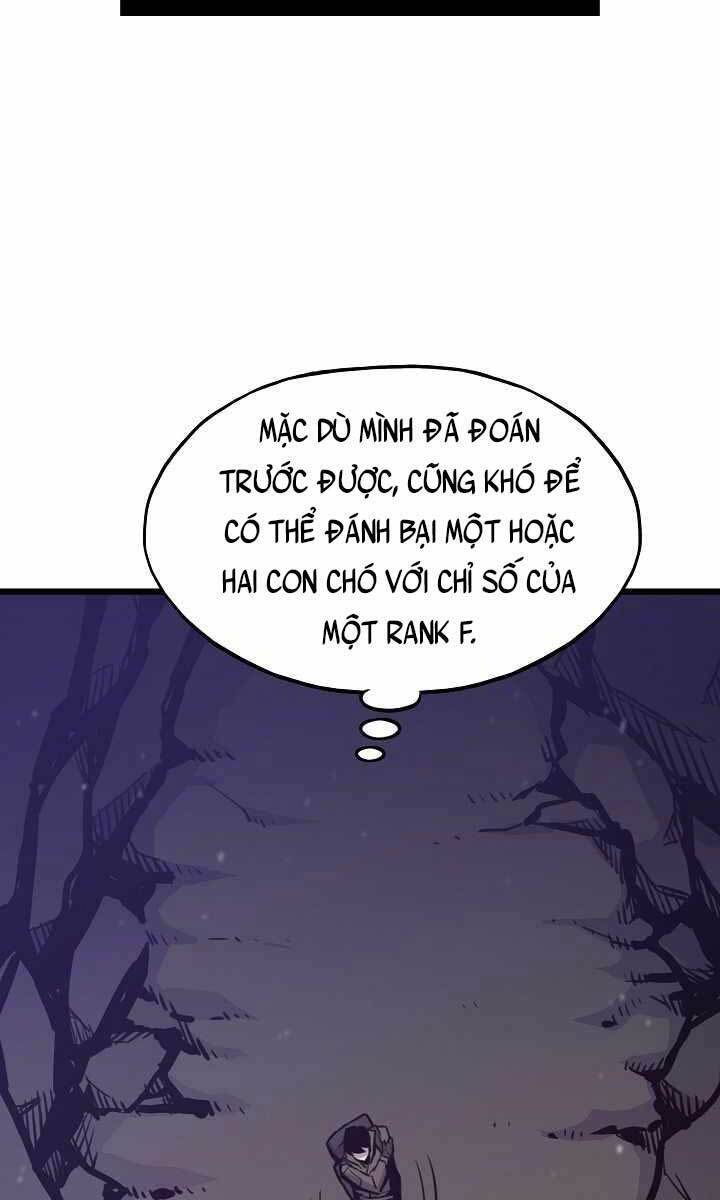 MẶC DÙ MÌNH ĐÃ ĐOÁN
TRƯỚC ĐƯỢC, CŨNG KHÓ ĐỂ
CÓ THỂ ĐÁNH BẠI MỘT HOẶC
HAI CON CHÓ VỚI CHỈ SỐ CỦA
MỘT RANK F.